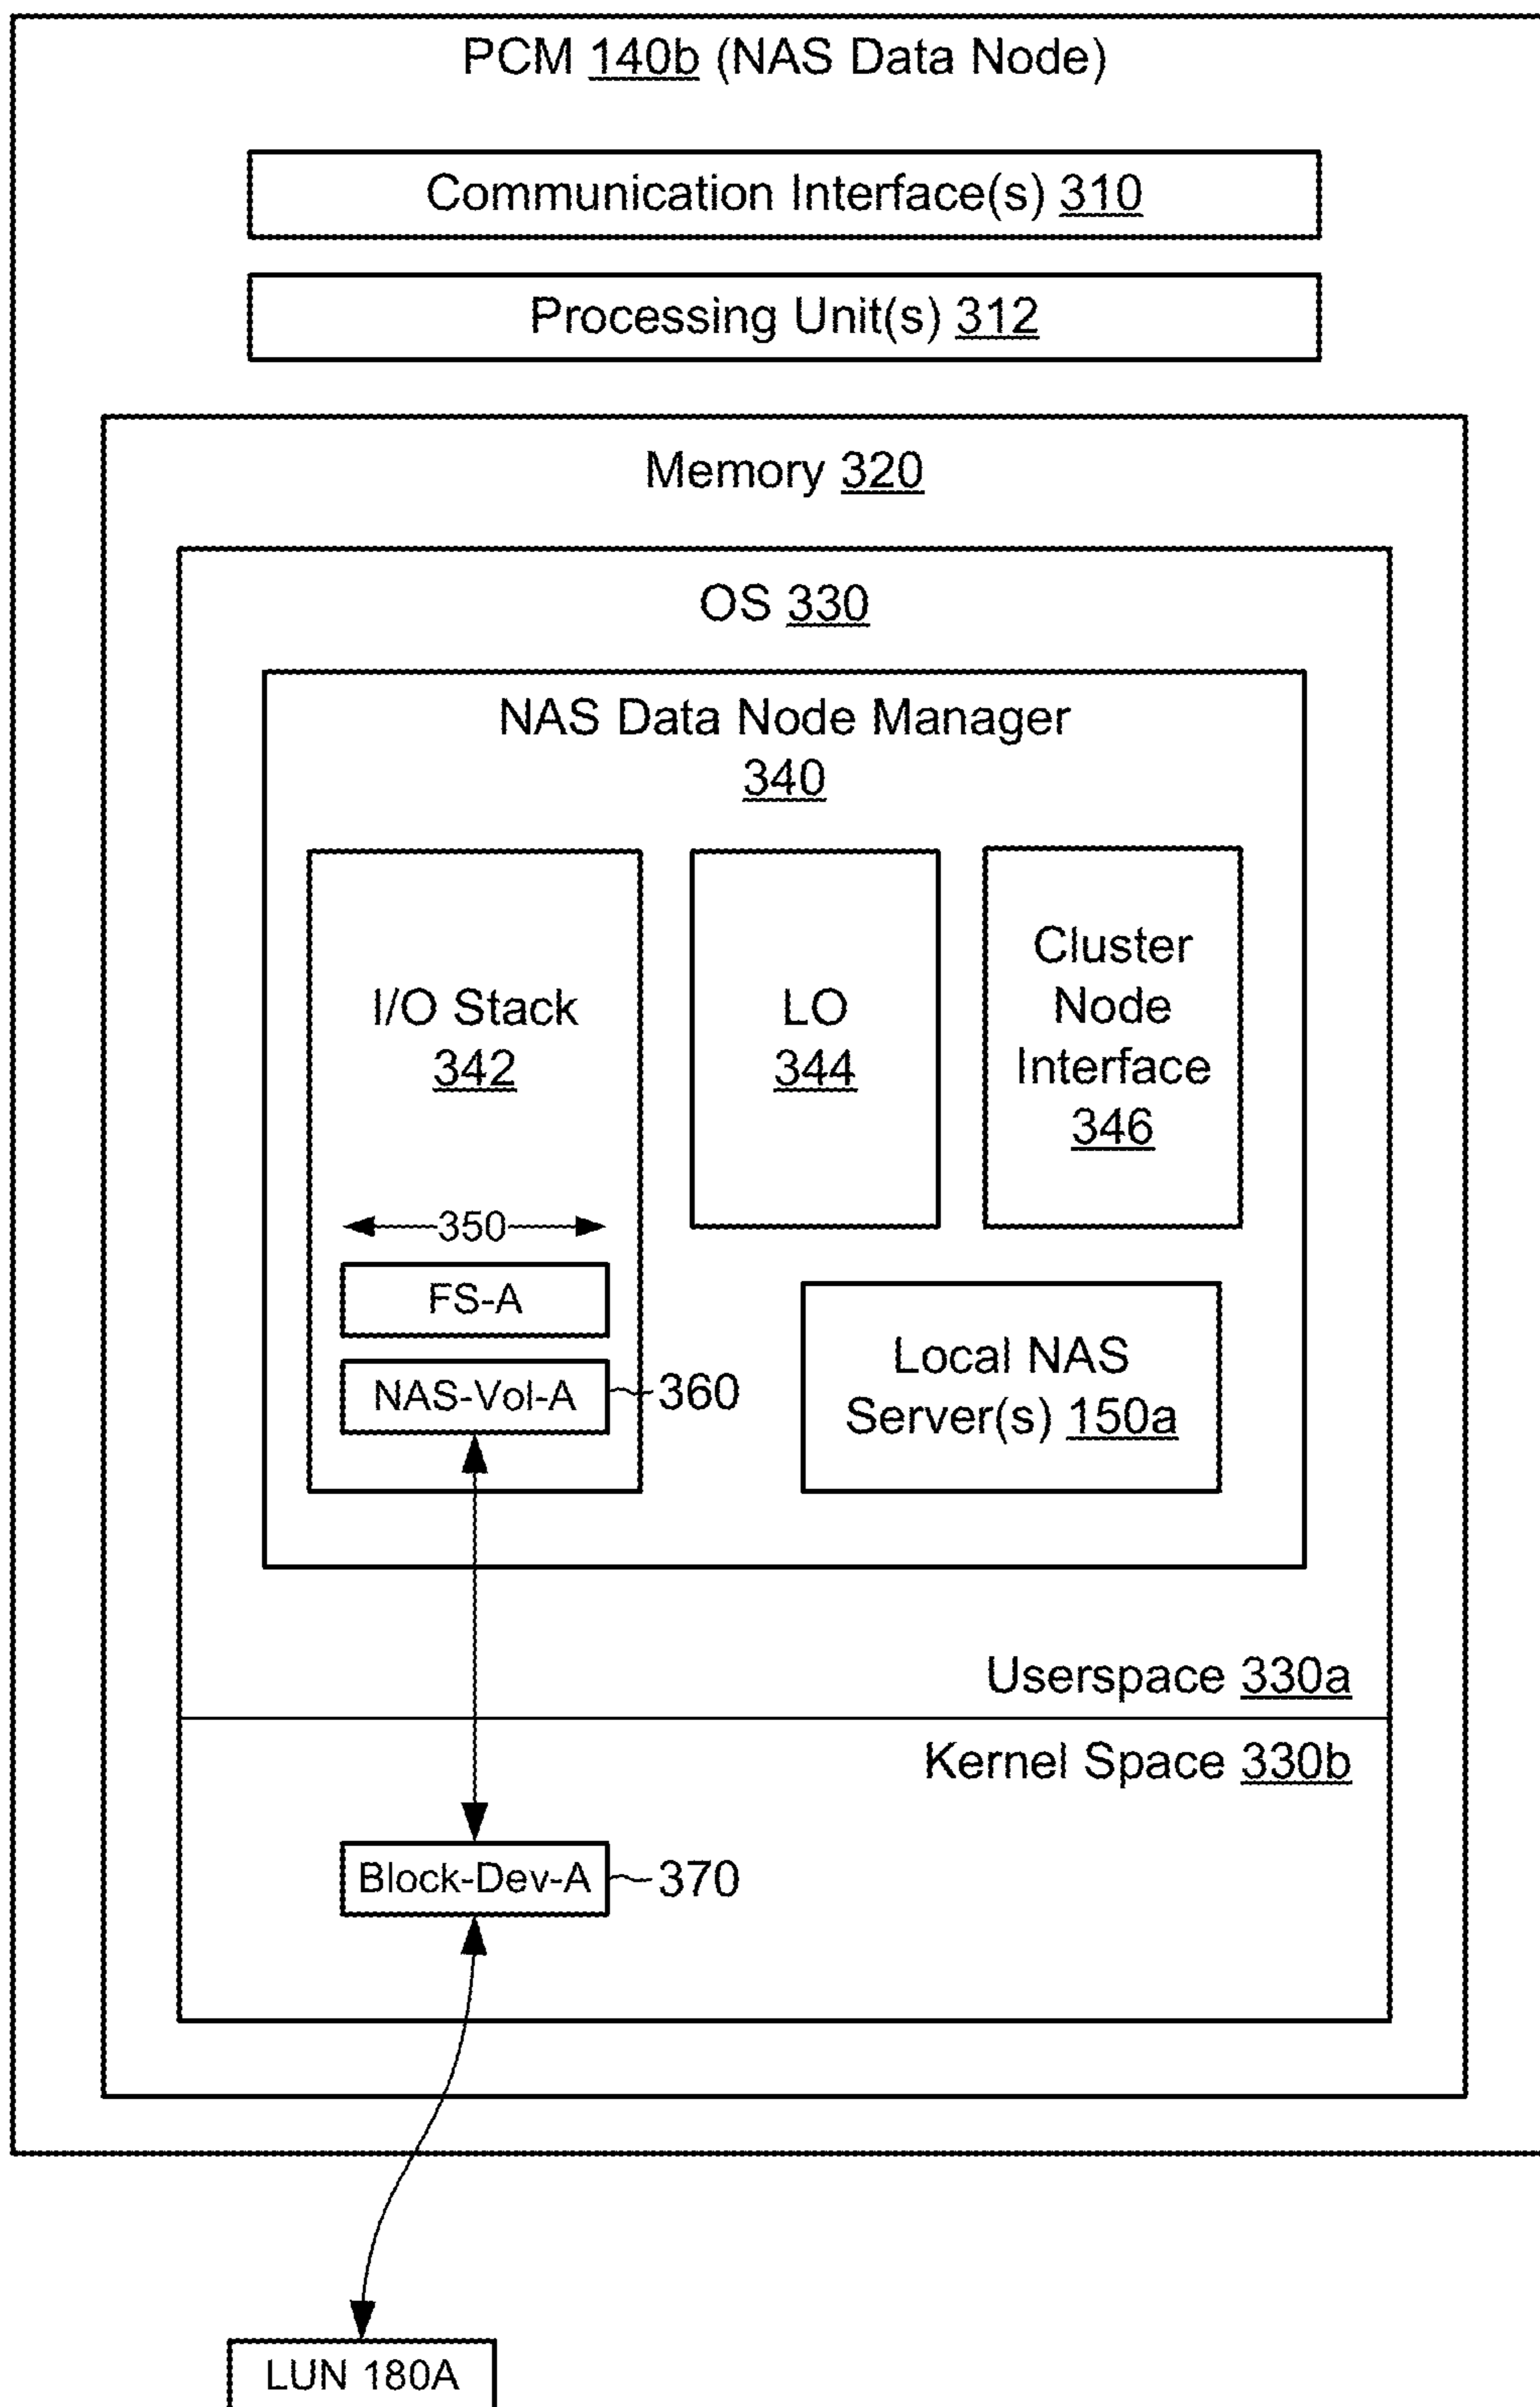 PCM 140b (NAS Data Node)
Communication Interface(s) 310
Processing Unit(s) 312
Memory 320
OS 330
NAS Data Node Manager
340
I/O Stack
342
350
FS-A
NAS-Vol-A
360
LO
344
Cluster
Node
Interface
346
Local NAS
Server(s) 150a
Userspace 330a
Kernel Space 330b
Block-Dev-A
370
LUN 180A